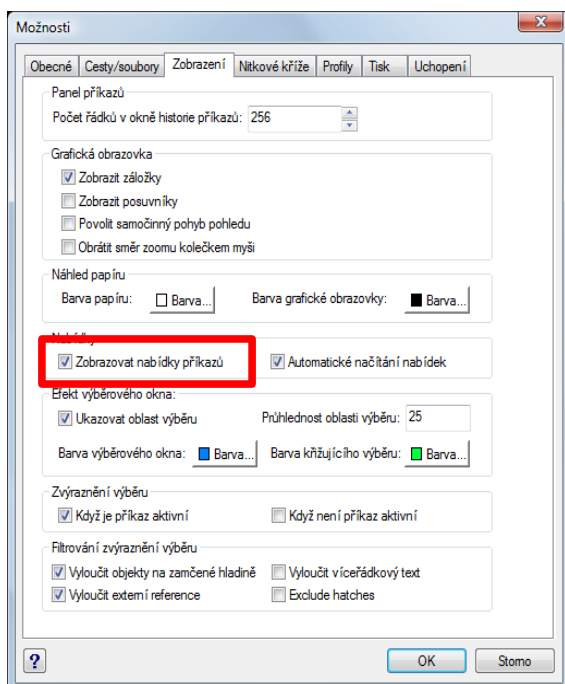 Možnosti
Obecné Cesty/soubory Zobrazení Nitkové kříže Profily Tisk Uchopení
Panel příkazů
Počet řádků v okně historie příkazů: 256
Grafická obrazovka
Zobrazit záložky
Zobrazit posuvníky
Povolit samočinný pohyb pohledu
Obrátit směr zoomu kolečkem myši
Náhled papíru
Barva papíru: Barva... Barva grafické obrazovky: Barva...
Nabídky
Zobrazovat nabídky příkazů Automatické načítání nabídek
Efekt výběrového okna:
Ukazovat oblast výběru Průhlednost oblasti výběru: 25
Barva výběrového okna: Barva... Barva křižujícího výběru: Barva...
Zvýraznění výběru
Když je příkaz aktivní Když není příkaz aktivní
Filtrování zvýraznění výběru
Vyloučit objekty na zamčené hladině Vyloučit víceřádkový text
Vyloučit externí reference Exclude hatches
? OK Storno